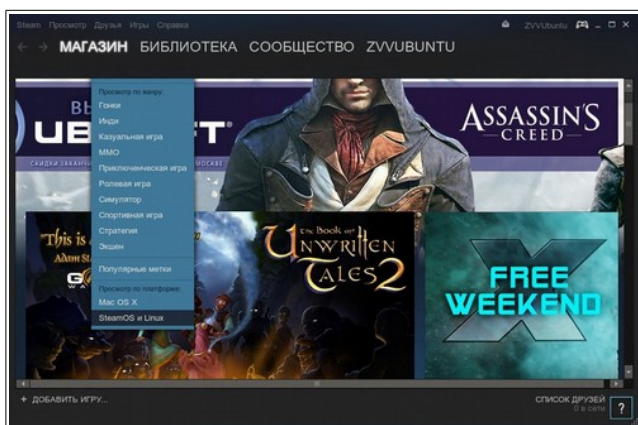 Steam Просмотр Друзья Игры Справка
ZVVUbuntu
МАГАЗИН БИБЛИОТЕКА СООБЩЕСТВО ZVVUBUNTU
Просмотр по жанру:
Гонки
Инди
Казуальная игра
MMO
Приключенческая игра
Ролевая игра
Симулятор
Спортивная игра
Стратегия
Экшен
Популярные метки
Просмотр по платформе:
Mac OS X
SteamOS и Linux
ASSASSIN'S
CREED
"This is
THE BOOK OF
UNWRITTEN
TALES 2
FREE
WEEKEND
+ ДОБАВИТЬ ИГРУ...
СПИСОК ДРУЗЕЙ
0 в сети
?